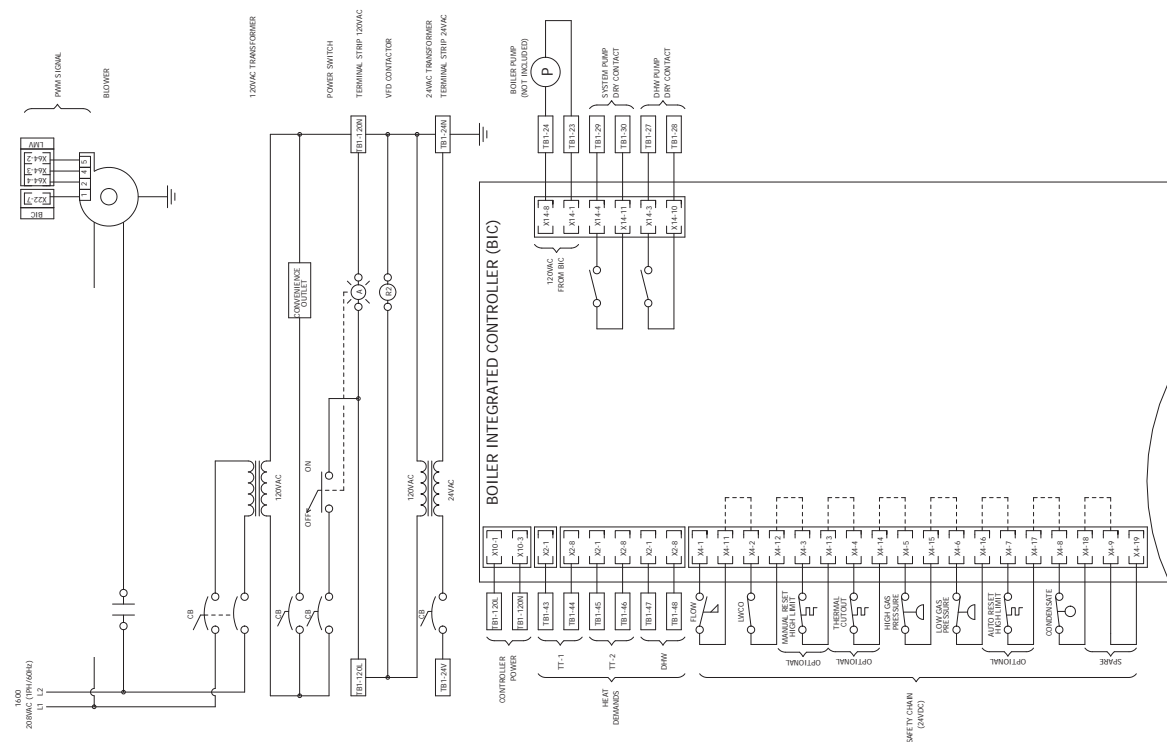 1600
208VAC (1PH/60Hz)
L1
L2
PWM SIGNAL
BLOWER
LMV
X64-2
X64-3
X64-4
X22-7
BIC
5
4
2
1
120VAC TRANSFORMER
POWER SWITCH
TERMINAL STRIP 120VAC
VFD CONTACTOR
24VAC TRANSFORMER
TERMINAL STRIP 24VAC
CB
CB
CB
CB
120VAC
OFF
ON
CONVENIENCE
OUTLET
A
R2
TB1-120L
TB1-120N
120VAC
24VAC
TB1-24V
TB1-24N
BOILER PUMP
(NOT INCLUDED)
P
SYSTEM PUMP
DRY CONTACT
DHW PUMP
DRY CONTACT
TB1-24
TB1-23
TB1-29
TB1-30
TB1-27
TB1-28
X14-8
X14-1
X14-4
X14-11
X14-3
X14-10
120VAC
FROM BIC
BOILER INTEGRATED CONTROLLER (BIC)
X10-1
X10-3
X2-1
X2-8
X2-1
X2-8
X2-1
X2-8
X4-1
X4-11
X4-2
X4-12
X4-3
X4-13
X4-4
X4-14
X4-5
X4-15
X4-6
X4-16
X4-7
X4-17
X4-8
X4-18
X4-9
X4-19
TB1-120L
TB1-120N
TB1-43
TB1-44
TB1-45
TB1-46
TB1-47
TB1-48
CONTROLLER
POWER
TT-1
TT-2
DHW
HEAT
DEMANDS
FLOW
LWCO
MANUAL RESET
HIGH LIMIT
OPTIONAL
THERMAL
CUTOUT
OPTIONAL
HIGH GAS
PRESSURE
LOW GAS
PRESSURE
AUTO RESET
HIGH LIMIT
OPTIONAL
CONDENSATE
SPARE
SAFETY CHAIN
(24VDC)